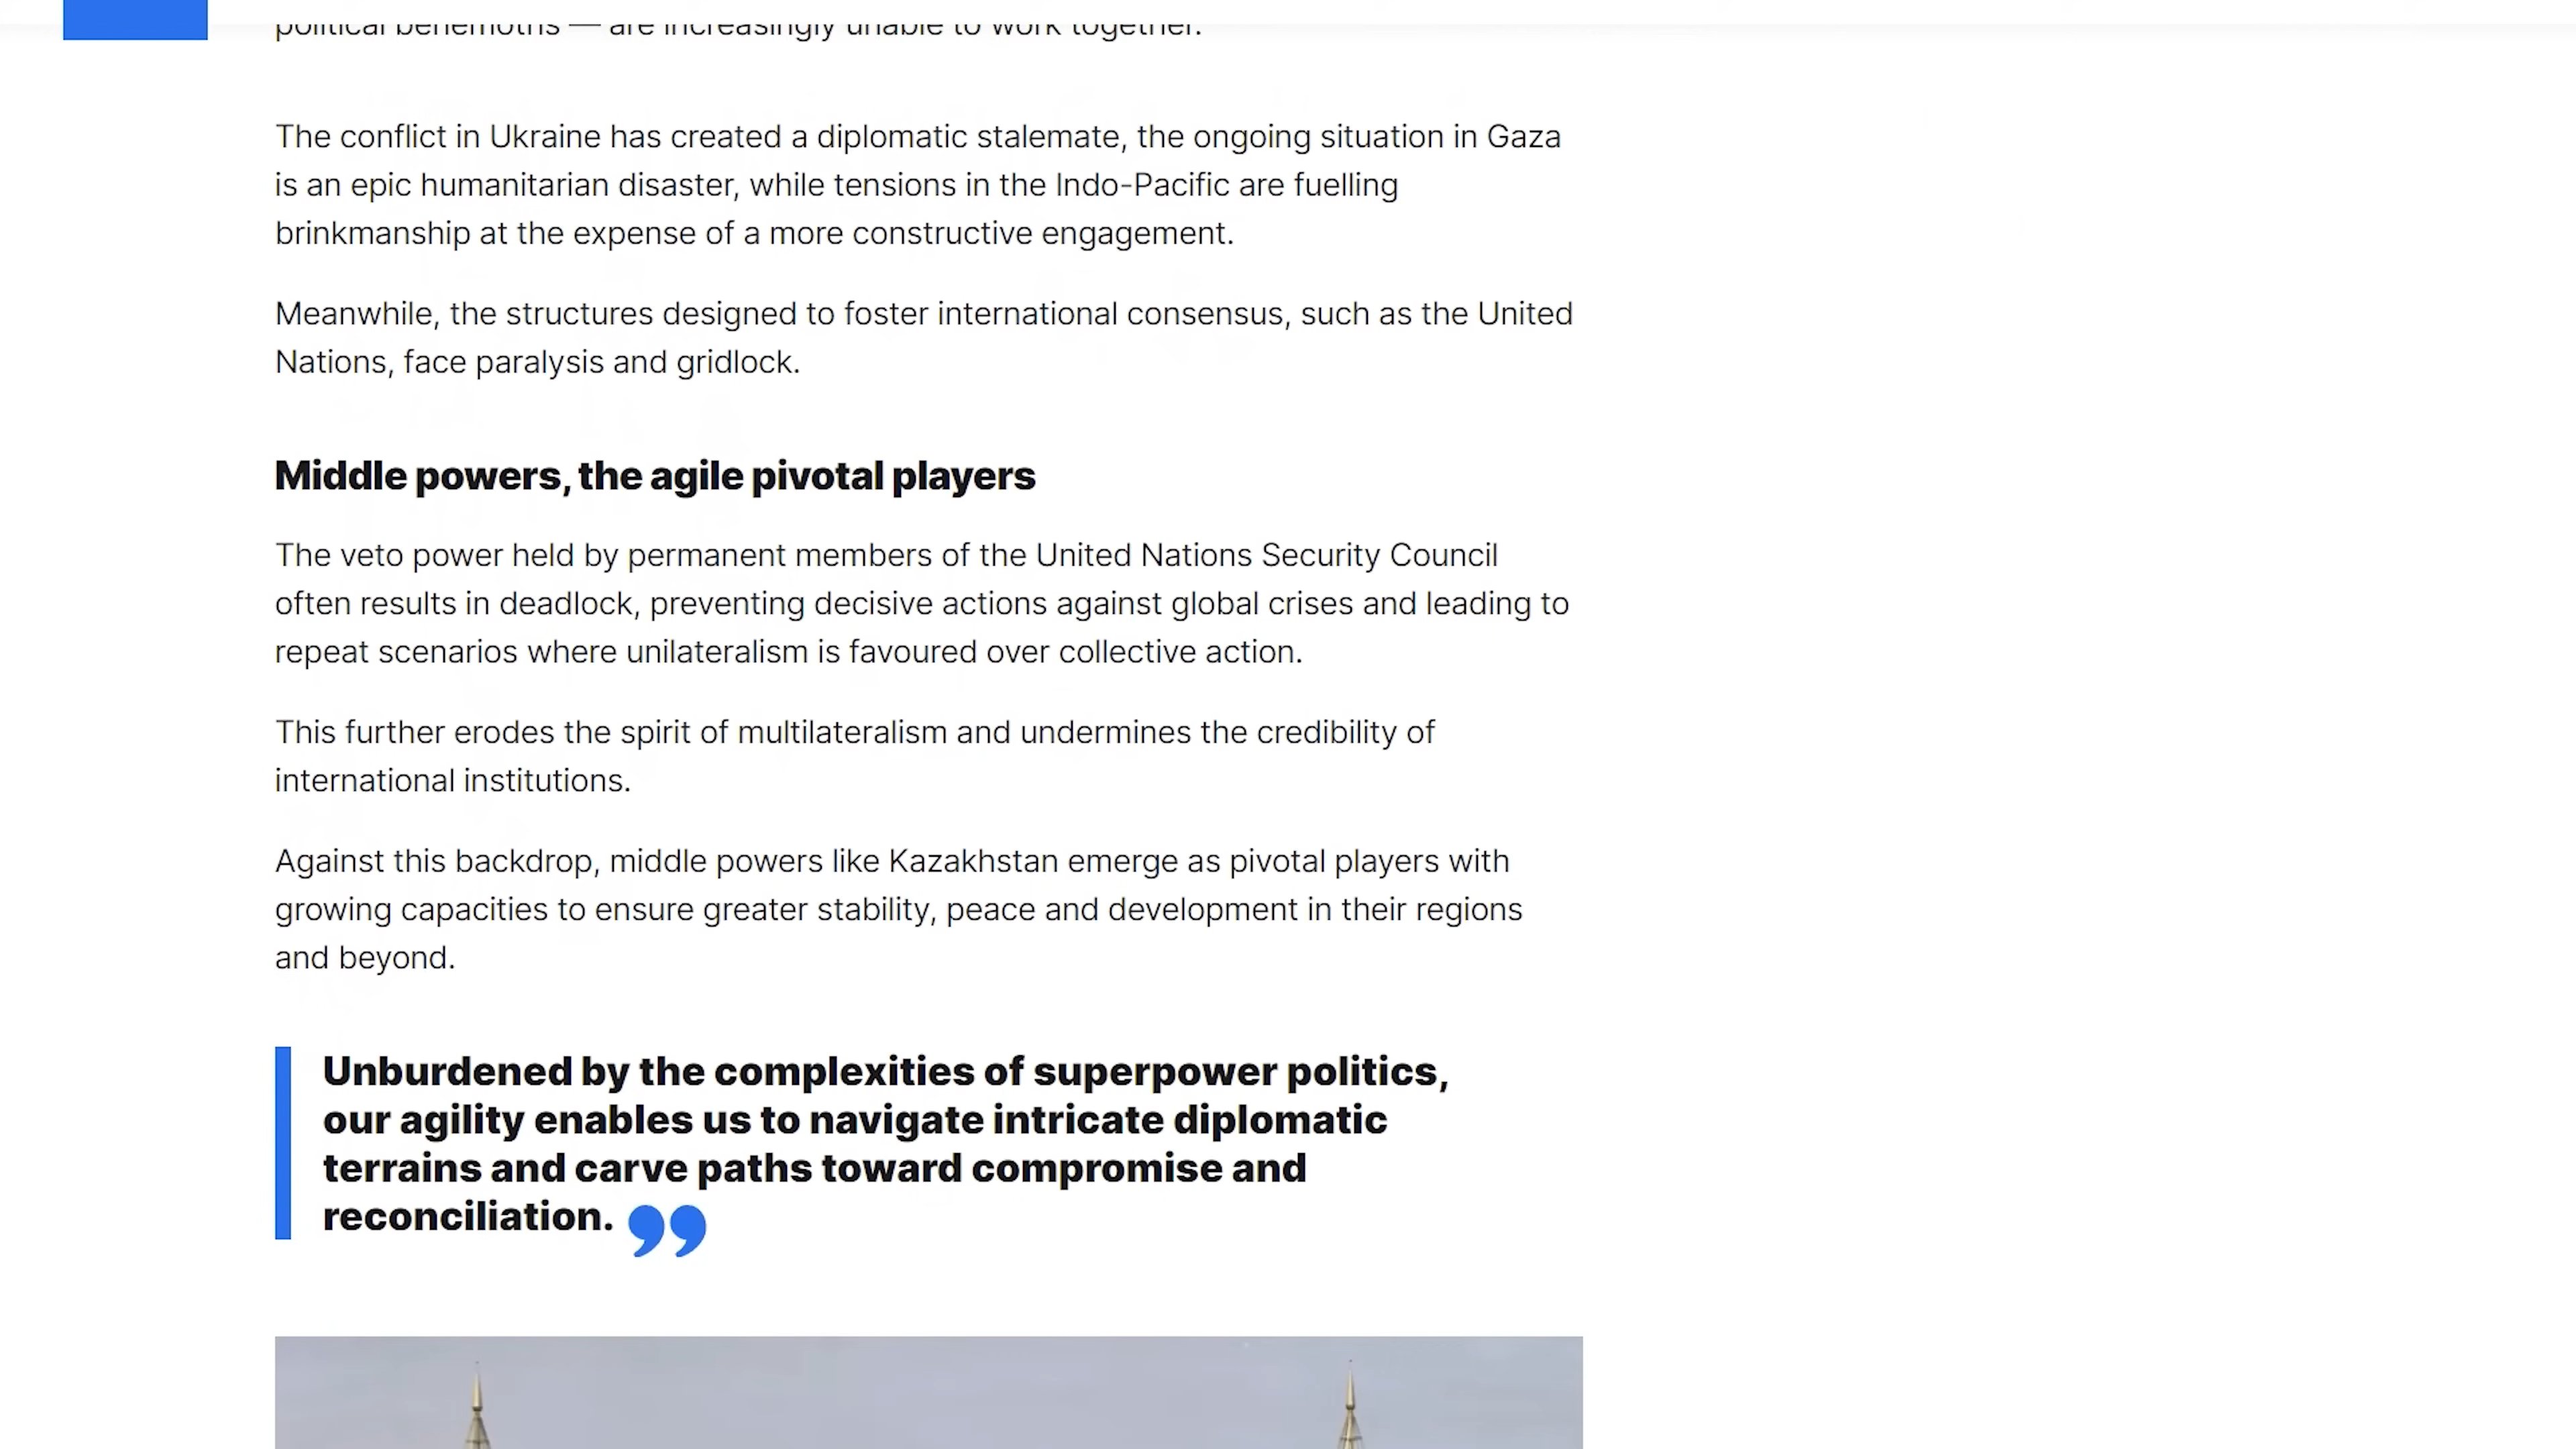 political behemoths — are increasingly unable to work together.
The conflict in Ukraine has created a diplomatic stalemate, the ongoing situation in Gaza
is an epic humanitarian disaster, while tensions in the Indo-Pacific are fuelling
brinkmanship at the expense of a more constructive engagement.
Meanwhile, the structures designed to foster international consensus, such as the United
Nations, face paralysis and gridlock.
Middle powers, the agile pivotal players
The veto power held by permanent members of the United Nations Security Council
often results in deadlock, preventing decisive actions against global crises and leading to
repeat scenarios where unilateralism is favoured over collective action.
This further erodes the spirit of multilateralism and undermines the credibility of
international institutions.
Against this backdrop, middle powers like Kazakhstan emerge as pivotal players with
growing capacities to ensure greater stability, peace and development in their regions
and beyond.
Unburdened by the complexities of superpower politics,
our agility enables us to navigate intricate diplomatic
terrains and carve paths toward compromise and
reconciliation. ”